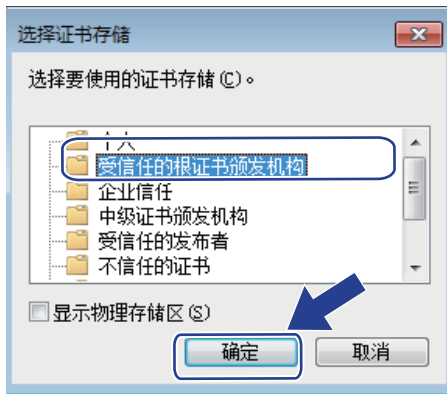 选择证书存储
选择要使用的证书存储(C)。
个人
受信任的根证书颁发机构
企业信任
中级证书颁发机构
受信任的发布者
不信任的证书
显示物理存储区(S)
确定
取消